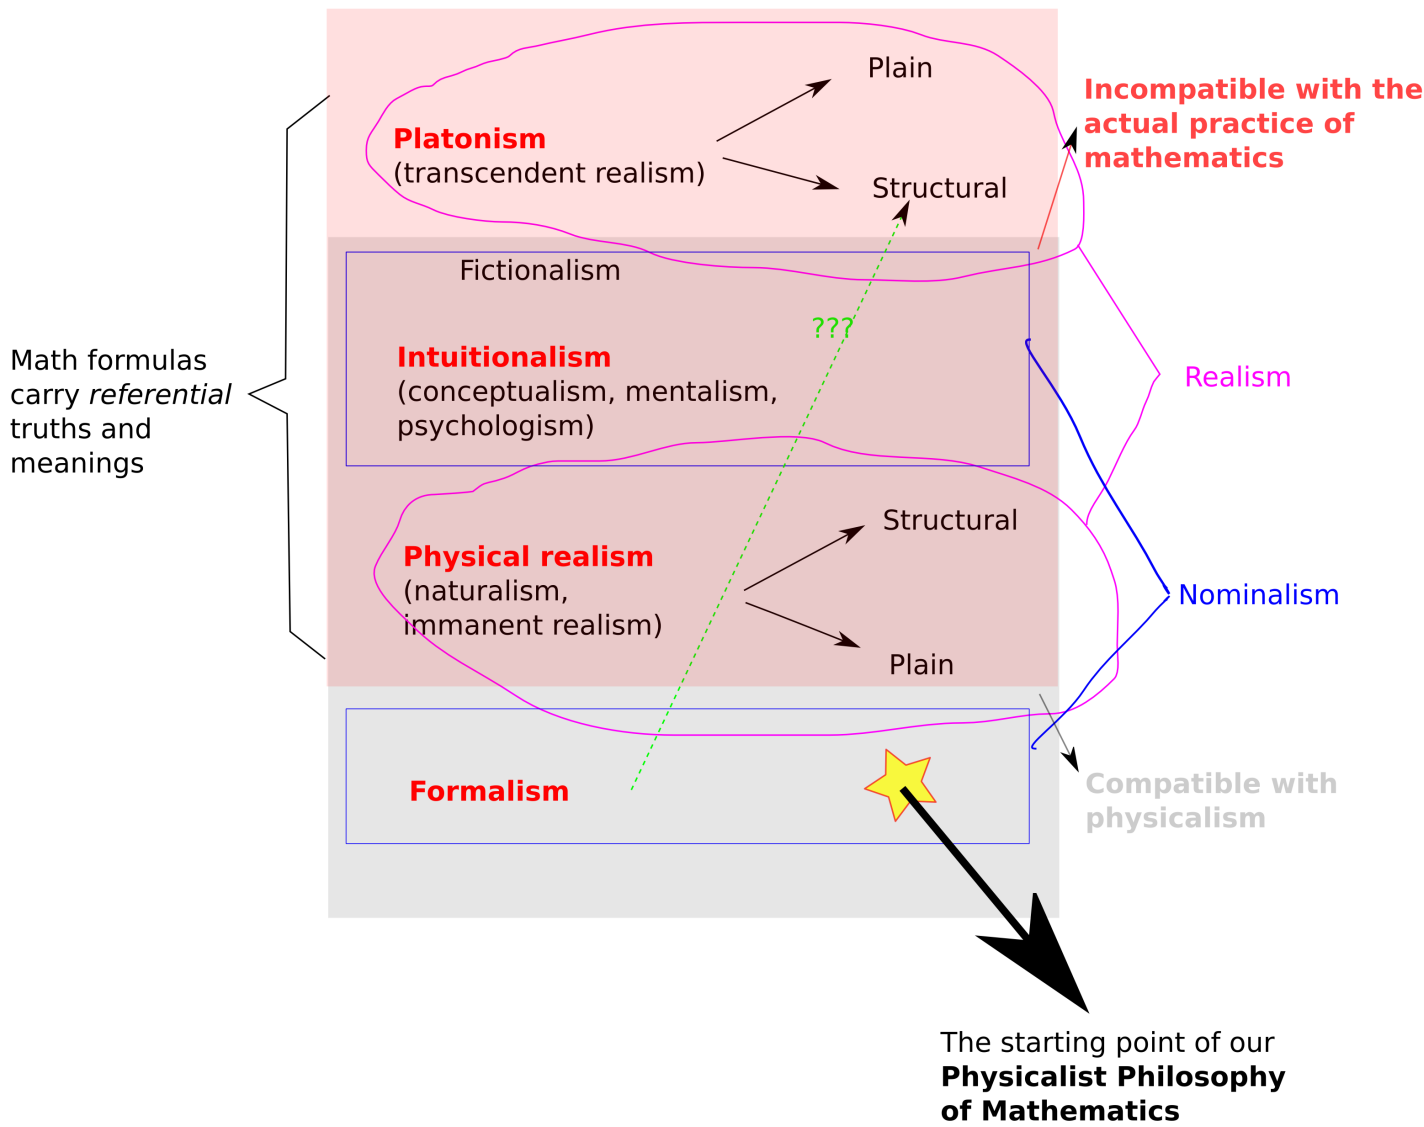 Plain
Incompatible with the
actual practice of
mathematics
Platonism
(transcendent realism)
Structural
Fictionalism
???
Intuitionalism
(conceptualism, mentalism,
psychologism)
Math formulas
carry referential
truths and
meanings
Realism
Structural
Physical realism
(naturalism,
immanent realism)
Plain
Nominalism
Formalism
Compatible with
physicalism
The starting point of our
Physicalist Philosophy
of Mathematics